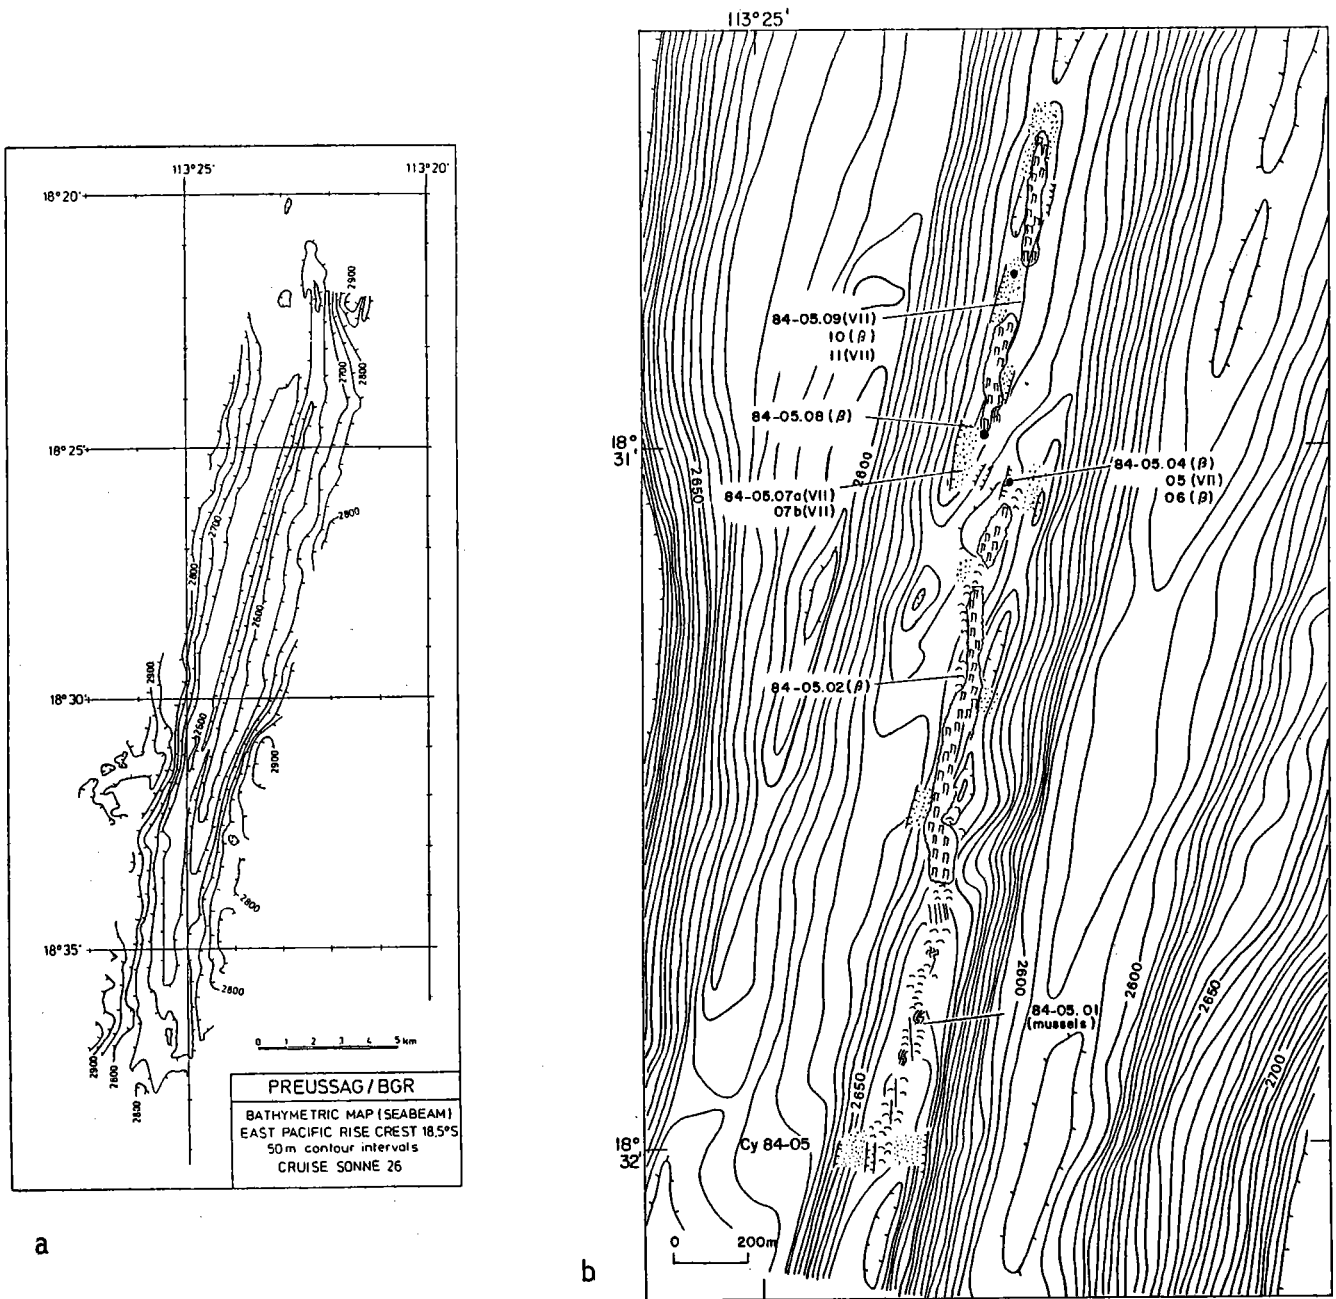 113°25'
113°20'
18°20'
2900
2700
2800
18°25'
2700
2800
2800
2600
2900
18°30'
2600
2900
2800
18°35'
2800
2900
2800
2800
0 1 2 3 4 5 km
PREUSSAG/BGR
BATHYMETRIC MAP (SEABEAM)
EAST PACIFIC RISE CREST 18.5°S
50m contour intervals
CRUISE SONNE 26
a
113°25'
84-05.09(VII)
10(β)
11(VII)
84-05.08(β)
18°
31'
2600
2650
84-05.07a(VII)
07b(VII)
84-05.04(β)
05(VII)
06(β)
84-05.02(β)
2600
2600
2650
84-05.01
(mussels)
2650
2700
18°
32'
Cy 84-05
0 200m
b